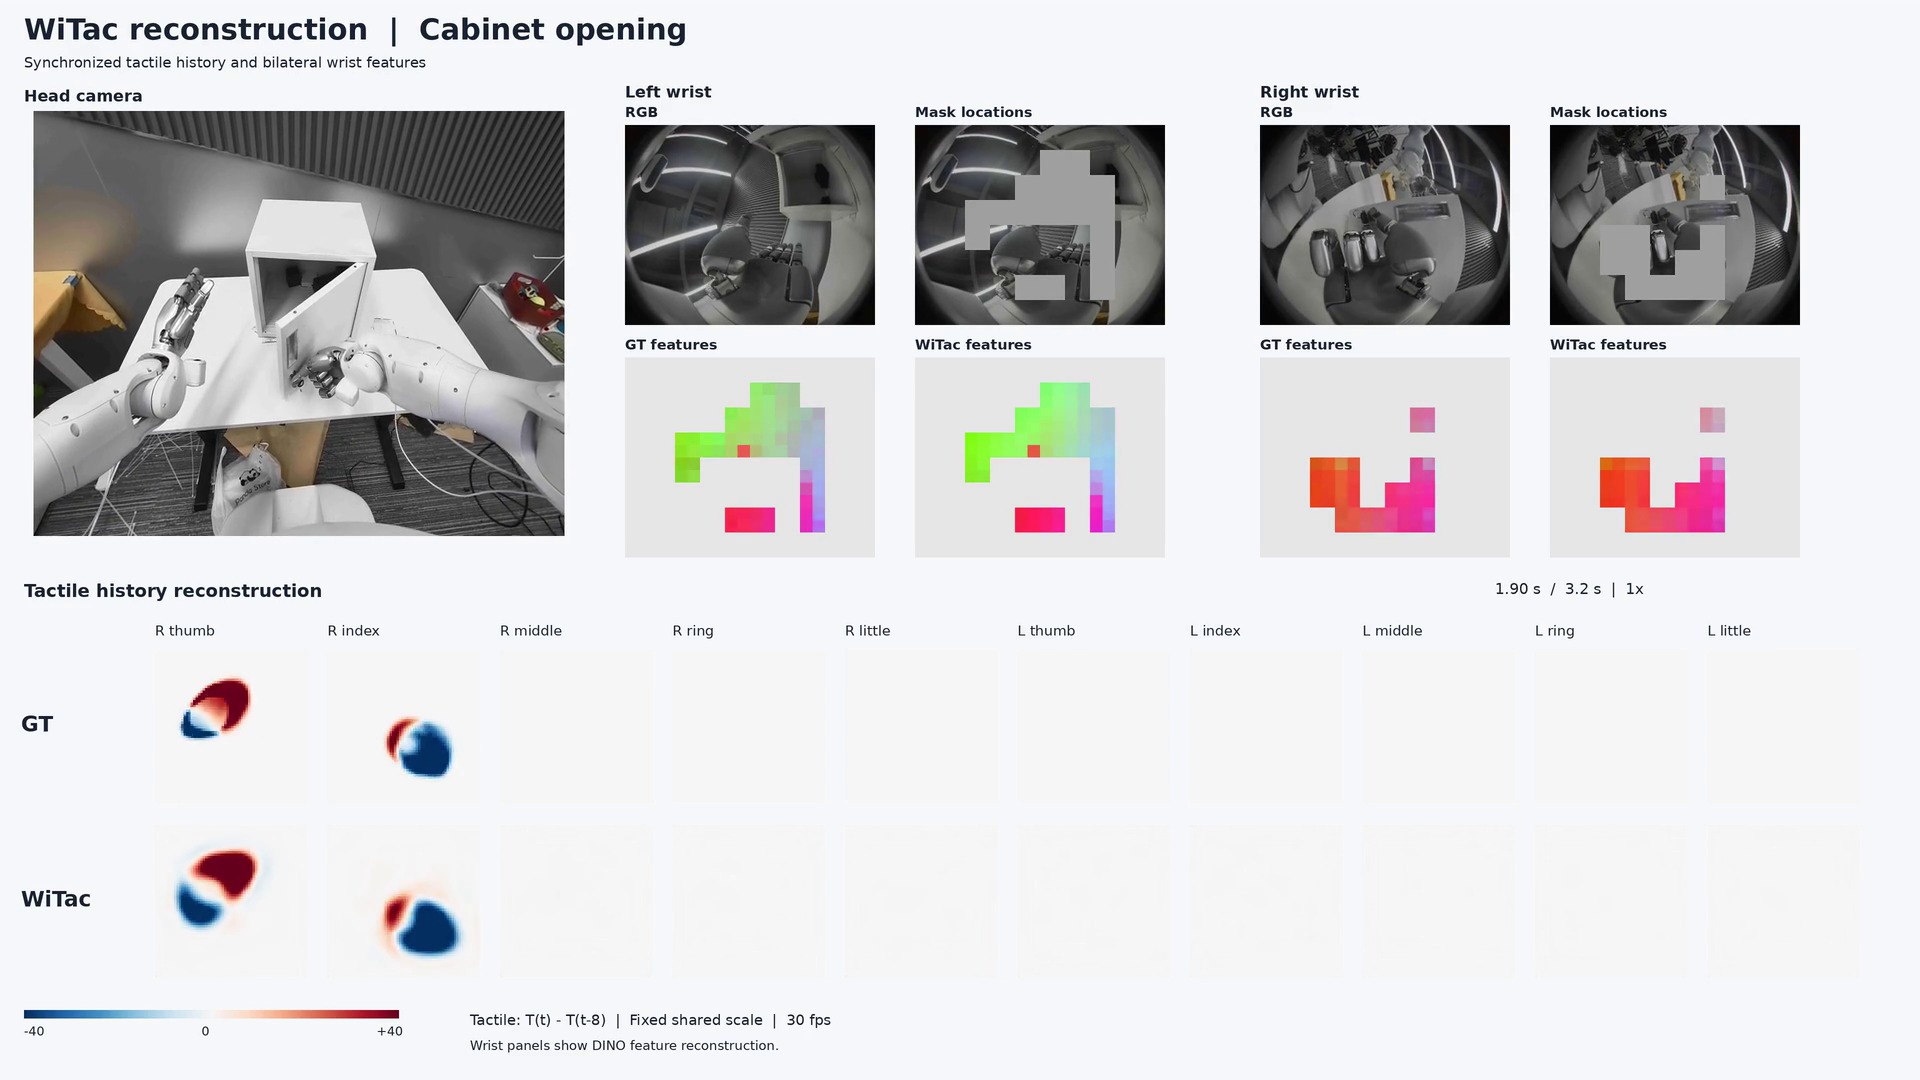 WiTac reconstruction | Cabinet opening
Synchronized tactile history and bilateral wrist features
Head camera
Left wrist
RGB
Mask locations
Right wrist
RGB
Mask locations
GT features
WiTac features
GT features
WiTac features
Panda Store
Tactile history reconstruction
1.90 s / 3.2 s | 1x
R thumb
R index
R middle
R ring
R little
L thumb
L index
L middle
L ring
L little
GT
WiTac
-40
0
+40
Tactile: T(t) - T(t-8) | Fixed shared scale | 30 fps
Wrist panels show DINO feature reconstruction.